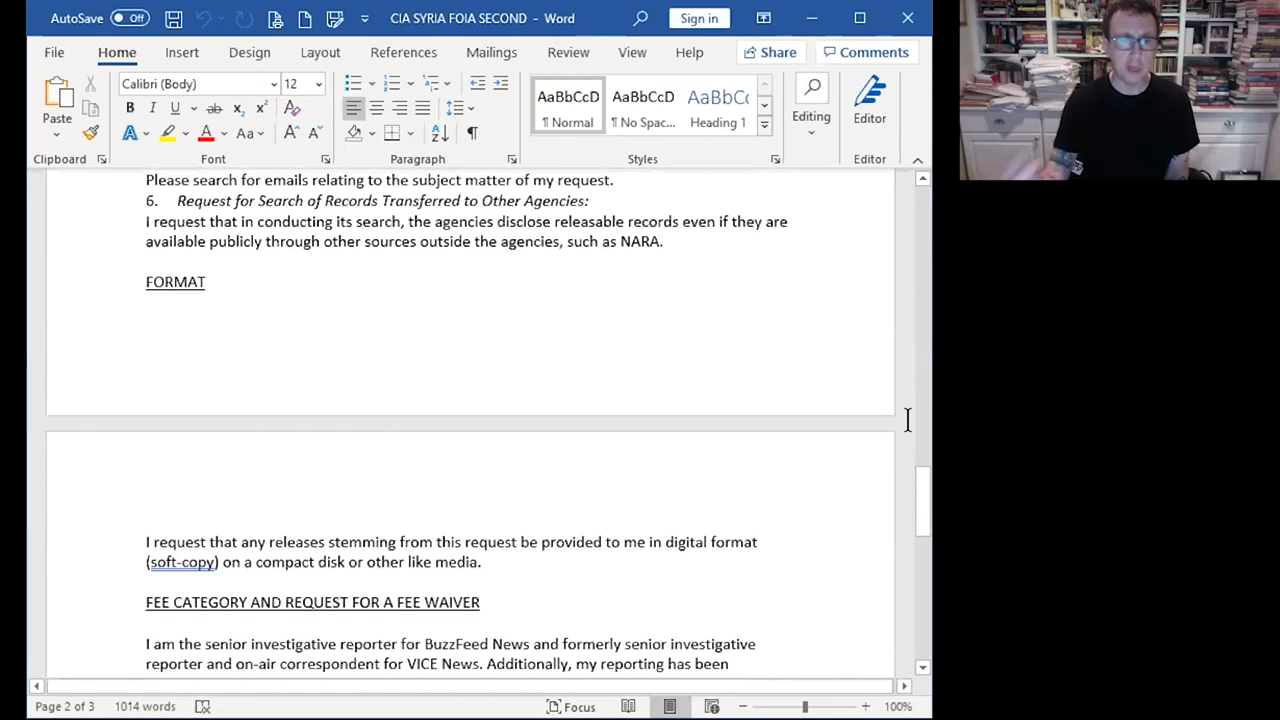 AutoSave Off CIA SYRIA FOIA SECOND - Word Sign in
File Home Insert Design Layout References Mailings Review View Help Share Comments
Paste Calibri (Body) 12 AaBbCcD AaBbCcD AaBbCc Editing Editor
B I U ab x₂ x² Normal No Spac... Heading 1
A A Aa A A
Clipboard Font Paragraph Styles Editor
Please search for emails relating to the subject matter of my request.
6. Request for Search of Records Transferred to Other Agencies:
I request that in conducting its search, the agencies disclose releasable records even if they are
available publicly through other sources outside the agencies, such as NARA.
FORMAT
I request that any releases stemming from this request be provided to me in digital format
(soft-copy) on a compact disk or other like media.
FEE CATEGORY AND REQUEST FOR A FEE WAIVER
I am the senior investigative reporter for BuzzFeed News and formerly senior investigative
reporter and on-air correspondent for VICE News. Additionally, my reporting has been
Page 2 of 3 1014 words Focus 100%